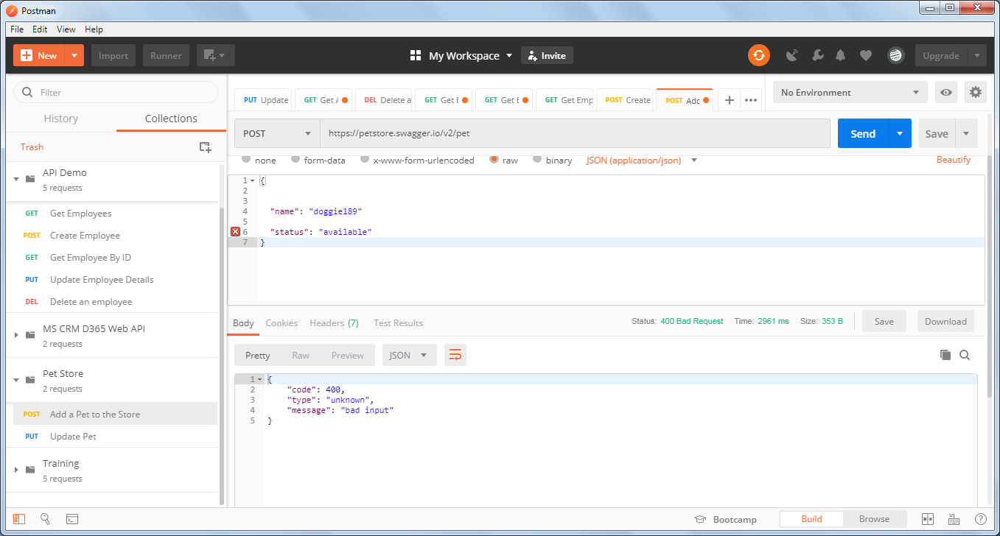 Postman
File Edit View Help
New Import Runner My Workspace Invite Upgrade
Filter
History Collections
Trash
API Demo
5 requests
GET Get Employees
POST Create Employee
GET Get Employee By ID
PUT Update Employee Details
DEL Delete an employee
MS CRM D365 Web API
2 requests
Pet Store
2 requests
POST Add a Pet to the Store
PUT Update Pet
Training
5 requests
PUT Update GET Get DEL Delete a GET Get E GET Get E GET Get Emp POST Create POST Add No Environment
POST https://petstore.swagger.io/v2/pet Send Save
none form-data x-www-form-urlencoded raw binary JSON (application/json) Beautify
1 {
2
3
4 "name": "doggie189"
5
6 "status": "available"
7 }
Body Cookies Headers (7) Test Results Status: 400 Bad Request Time: 2961 ms Size: 353 B Save Download
Pretty Raw Preview JSON
1 {
2 "code": 400,
3 "type": "unknown",
4 "message": "bad input"
5 }
Bootcamp Build Browse